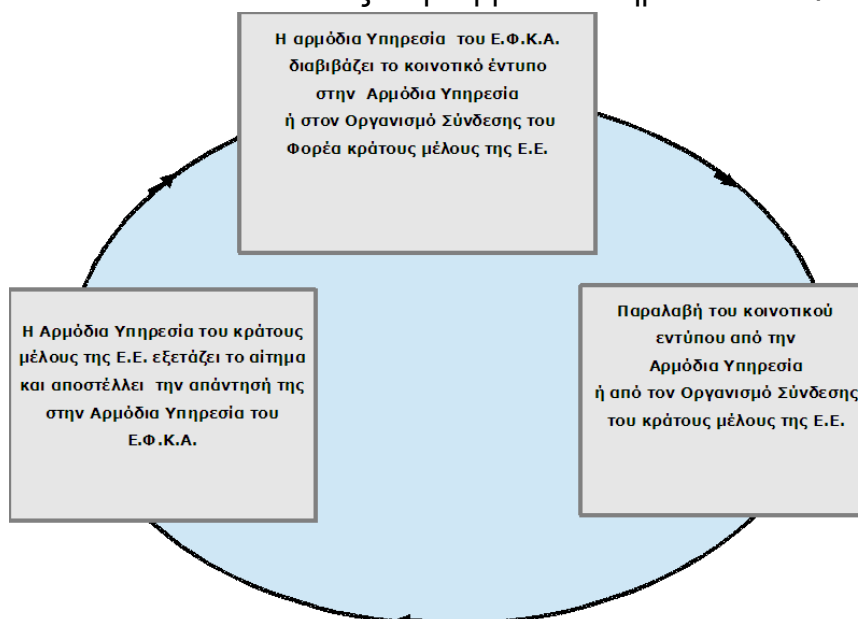 Η αρμόδια Υπηρεσία του Ε.Φ.Κ.Α.
διαβιβάζει το κοινοτικό έντυπο
στην Αρμόδια Υπηρεσία
ή στον Οργανισμό Σύνδεσης του
Φορέα κράτους μέλους της Ε.Ε.
Η Αρμόδια Υπηρεσία του κράτους
μέλους της Ε.Ε. εξετάζει το αίτημα
και αποστέλλει την απάντησή της
στην Αρμόδια Υπηρεσία του
Ε.Φ.Κ.Α.
Παραλαβή του κοινοτικού
εντύπου από την
Αρμόδια Υπηρεσία
ή από τον Οργανισμό Σύνδεσης
του κράτους μέλους της Ε.Ε.